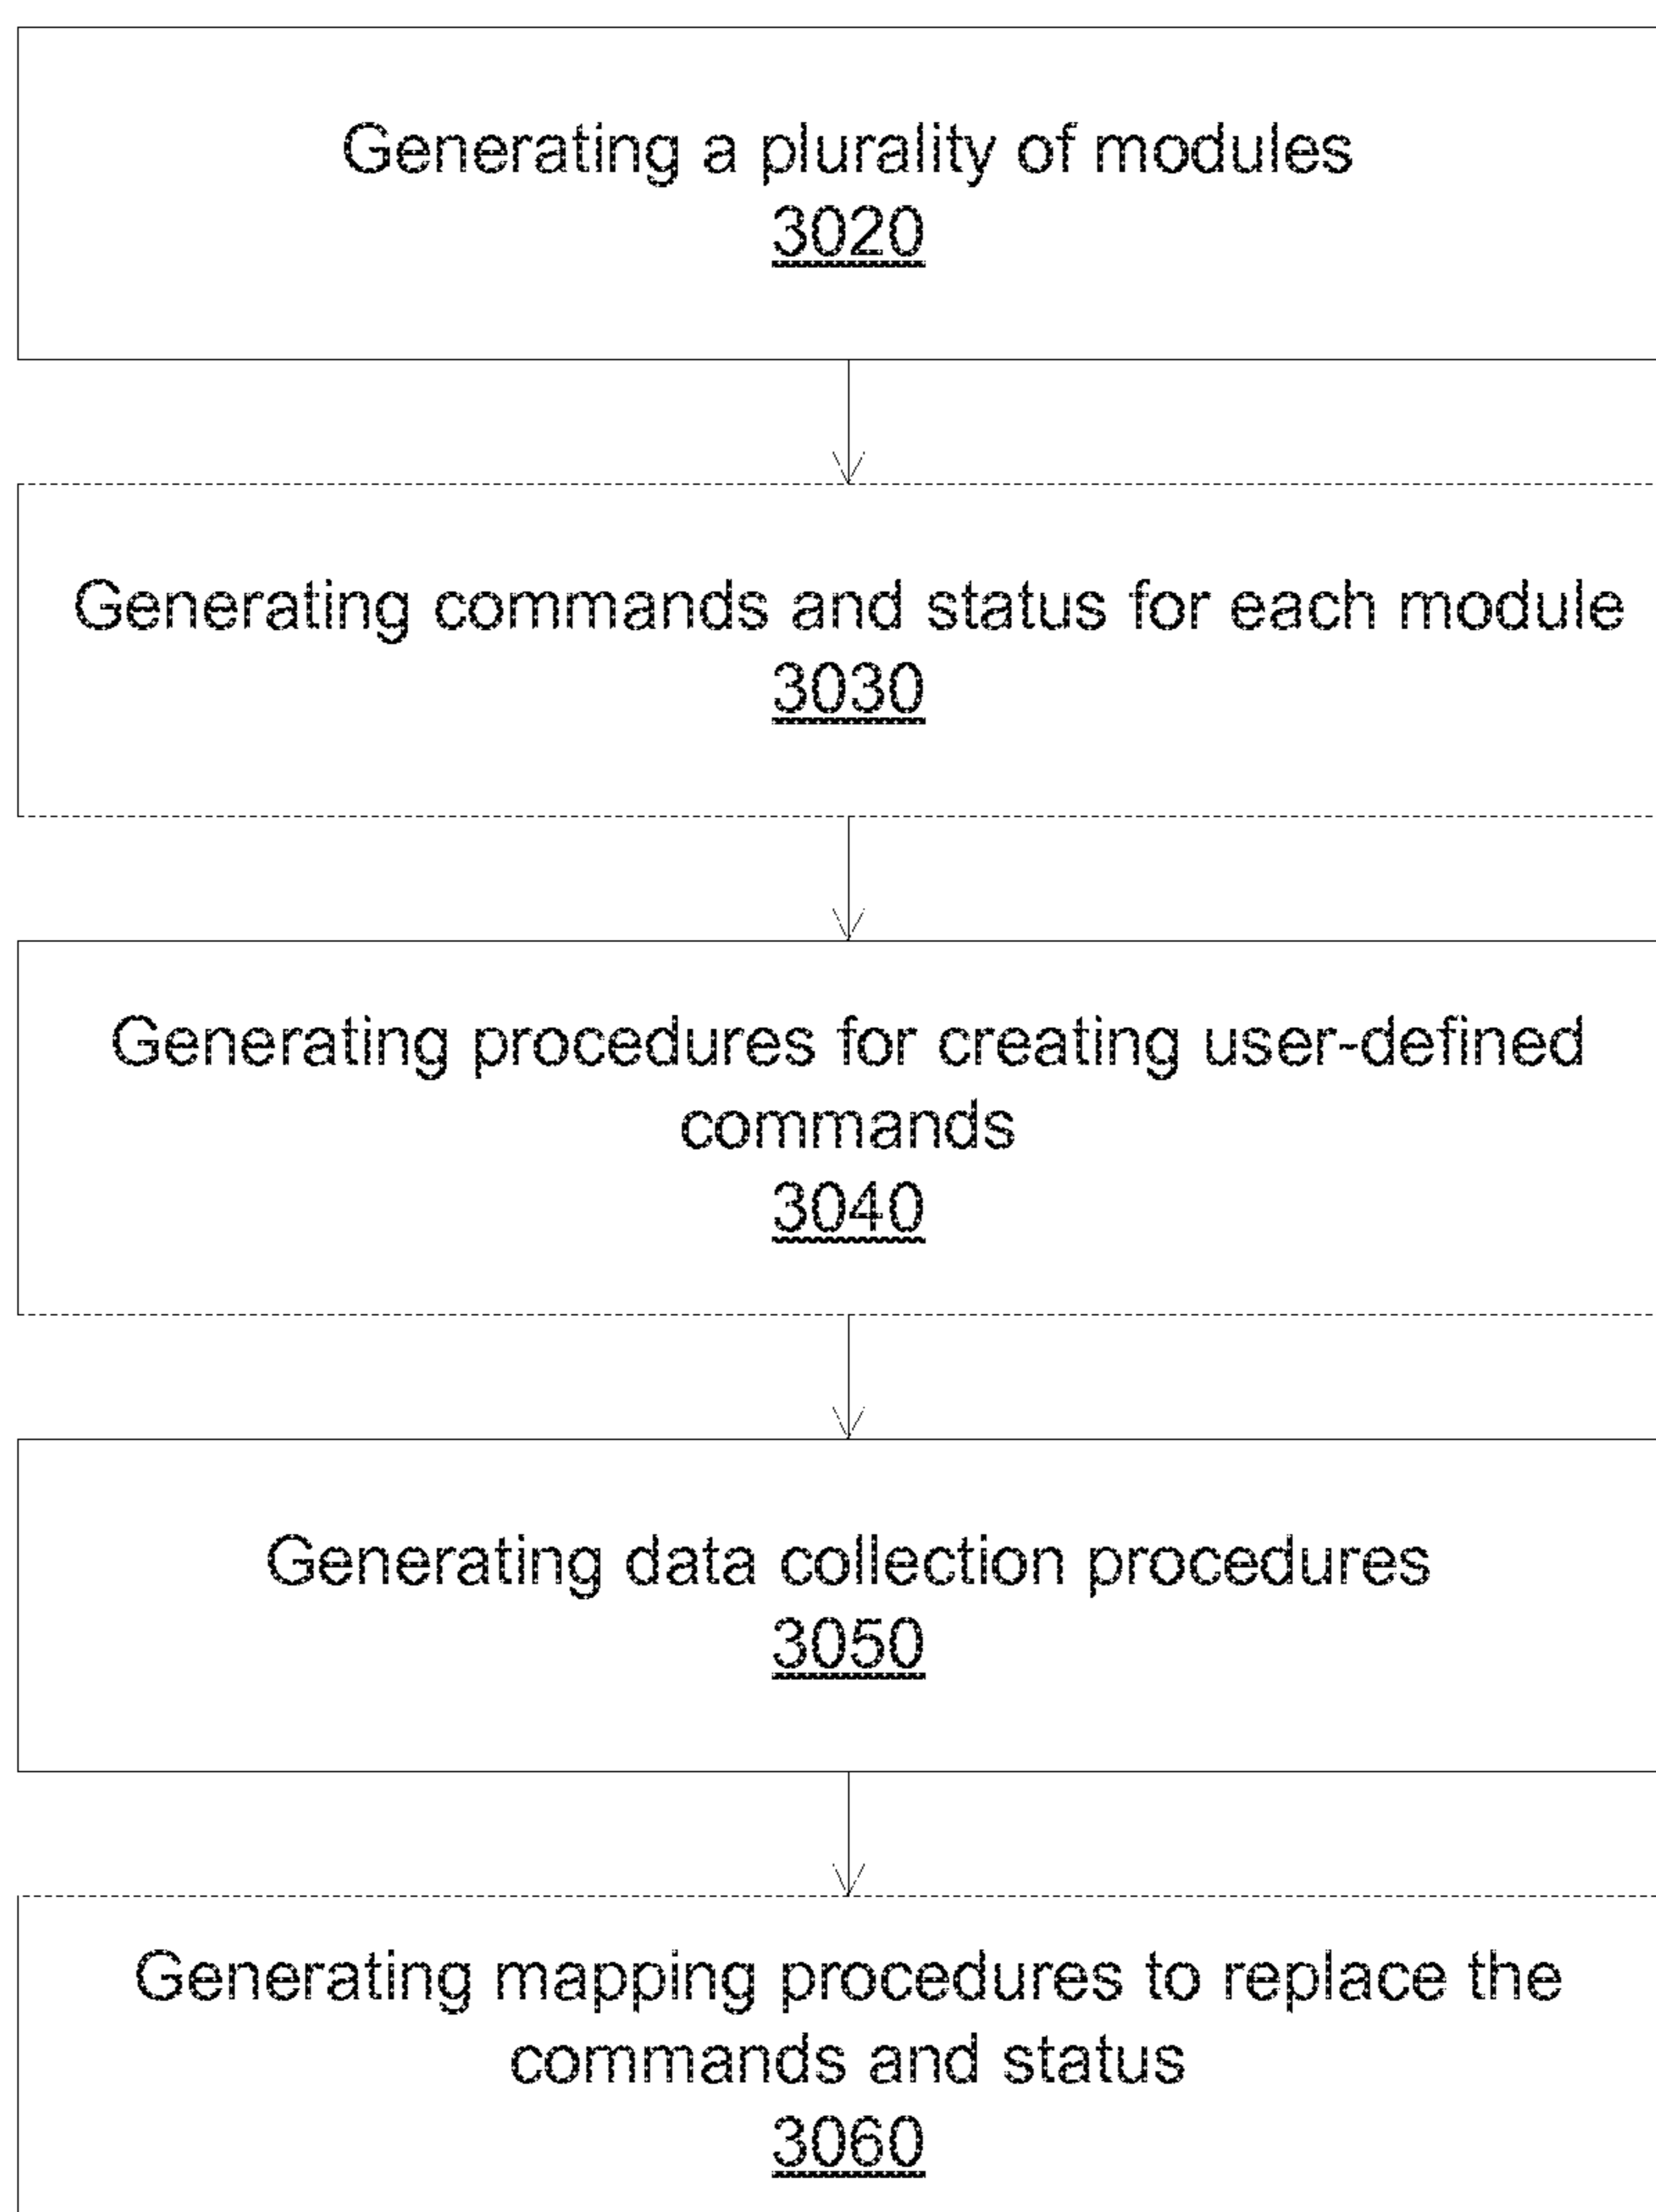 Generating a plurality of modules
3020
Generating commands and status for each module
3030
Generating procedures for creating user-defined
commands
3040
Generating data collection procedures
3050
Generating mapping procedures to replace the
commands and status
3060